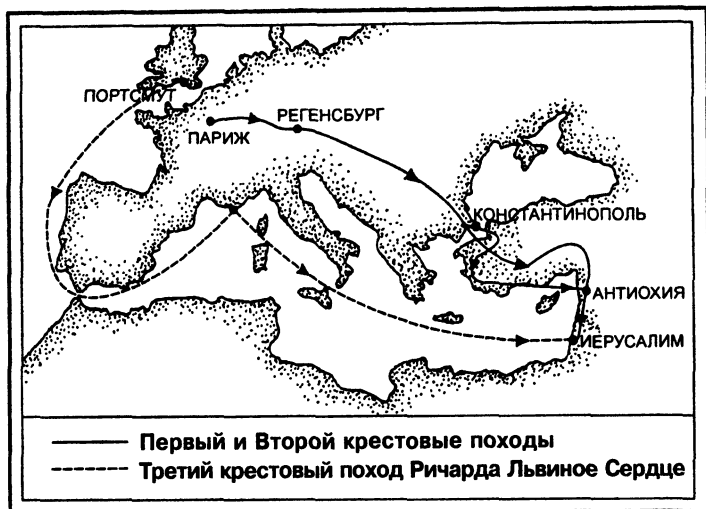 ПОРТСМУТ
ПАРИЖ
РЕГЕНСБУРГ
КОНСТАНТИНОПОЛЬ
АНТИОХИЯ
ИЕРУСАЛИМ
Первый и Второй крестовые походы
Третий крестовый поход Ричарда Львиное Сердце